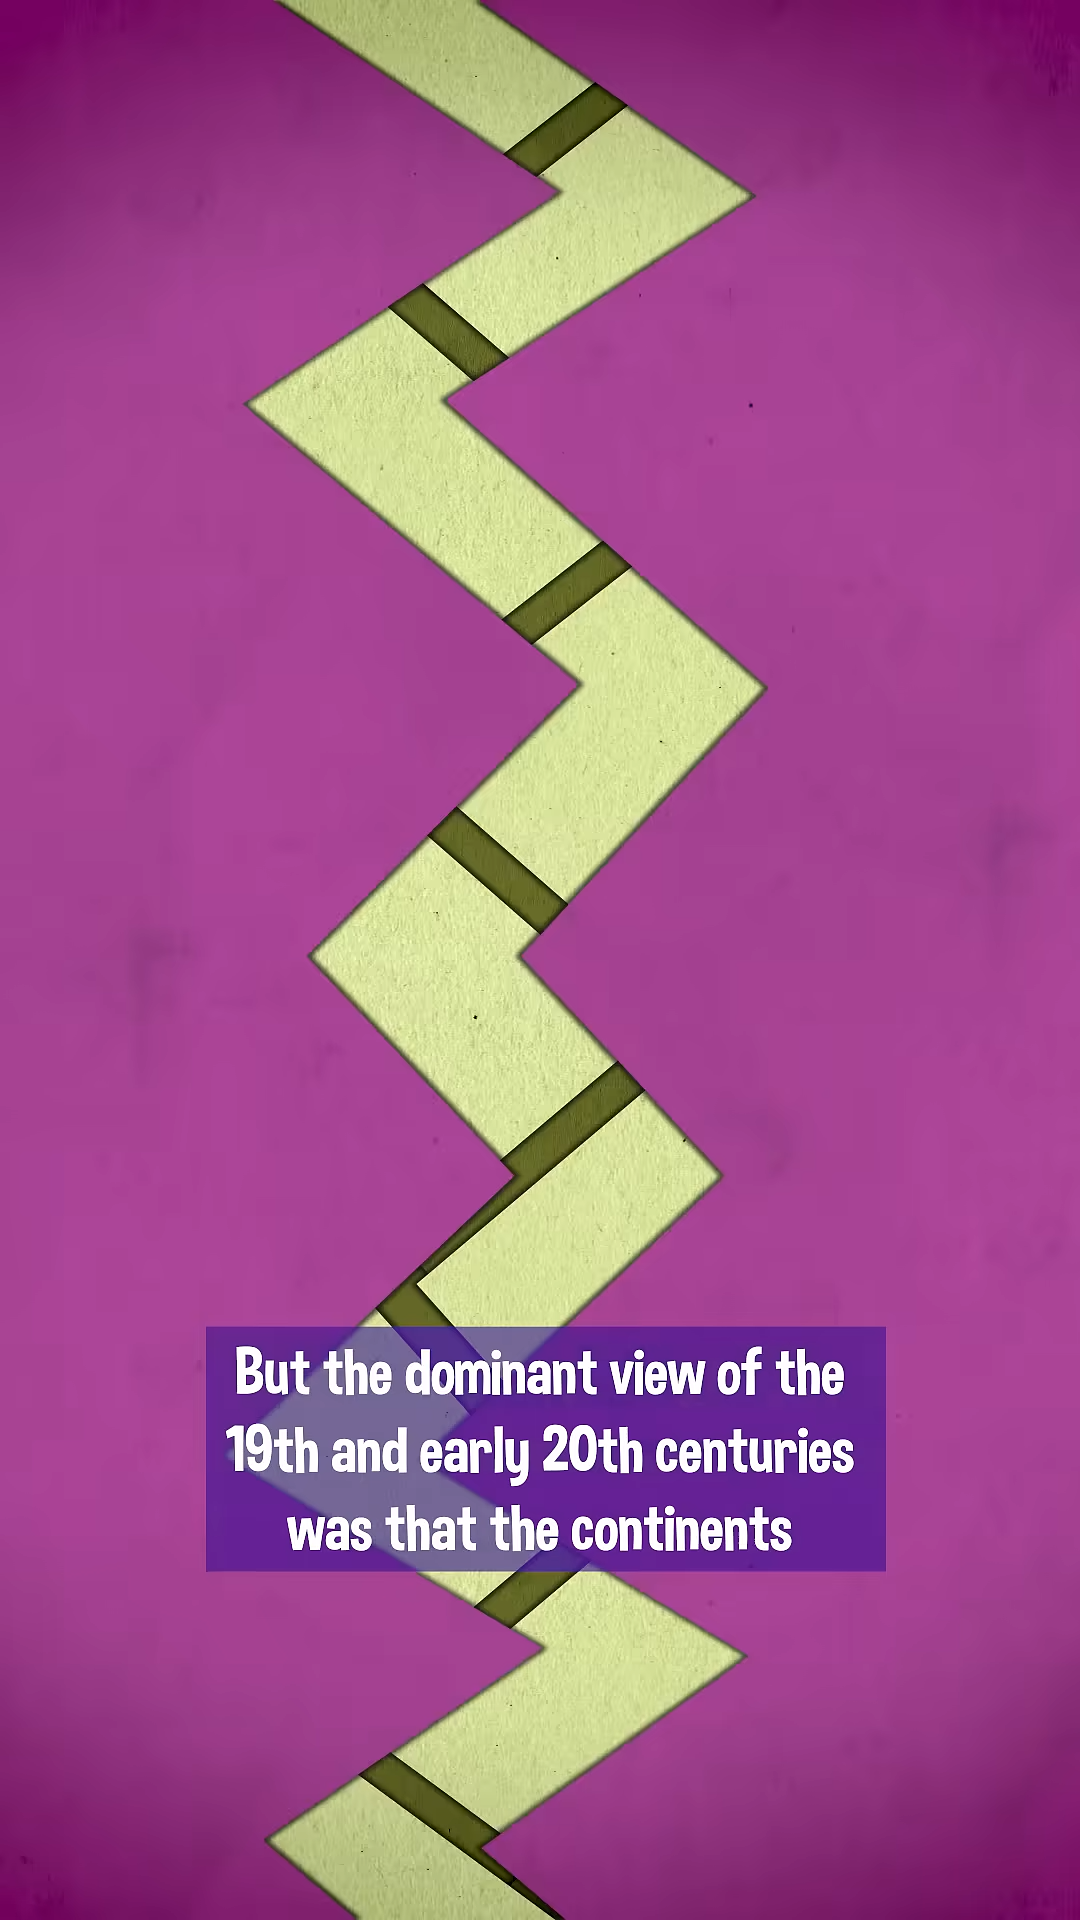 But the dominant view of the
19th and early 20th centuries
was that the continents